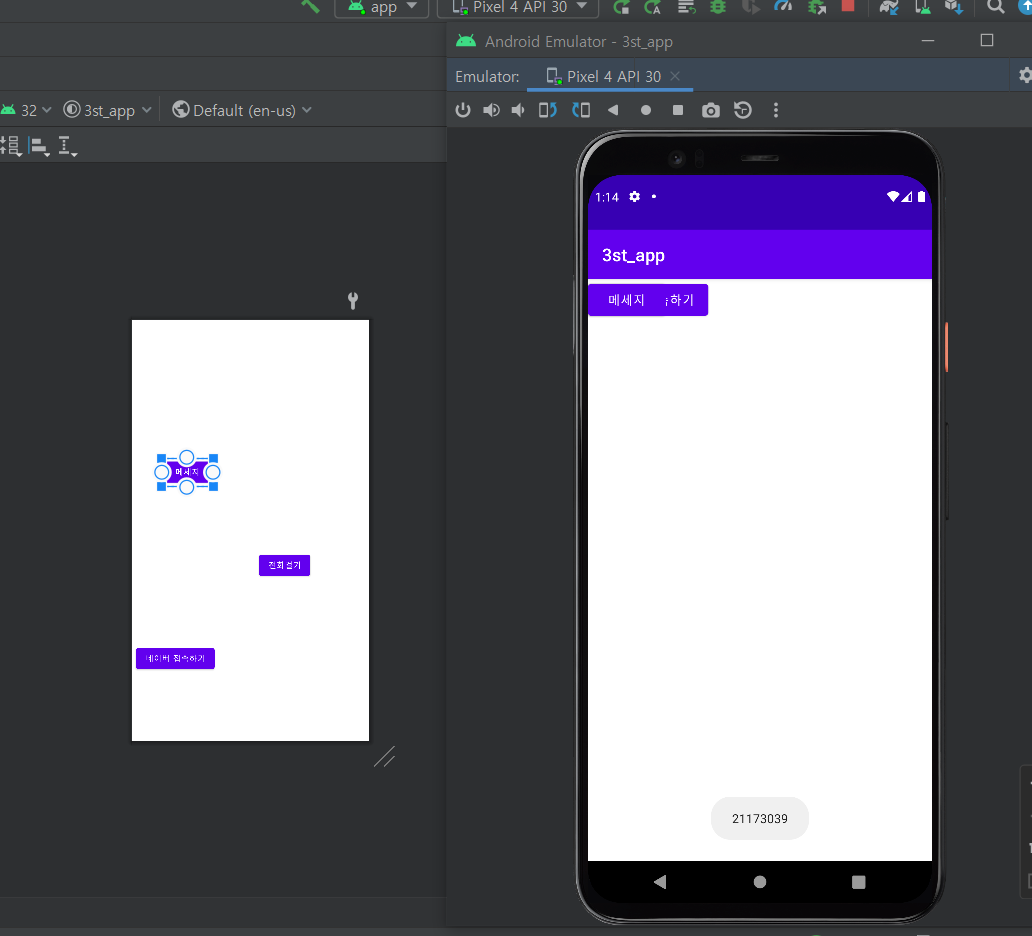 app
Pixel 4 API 30
Android Emulator - 3st_app
Emulator:
Pixel 4 API 30
32
3st_app
Default (en-us)
1:14
3st_app
메세지
하기
메세지
전화걸기
네이버 접속하기
21173039